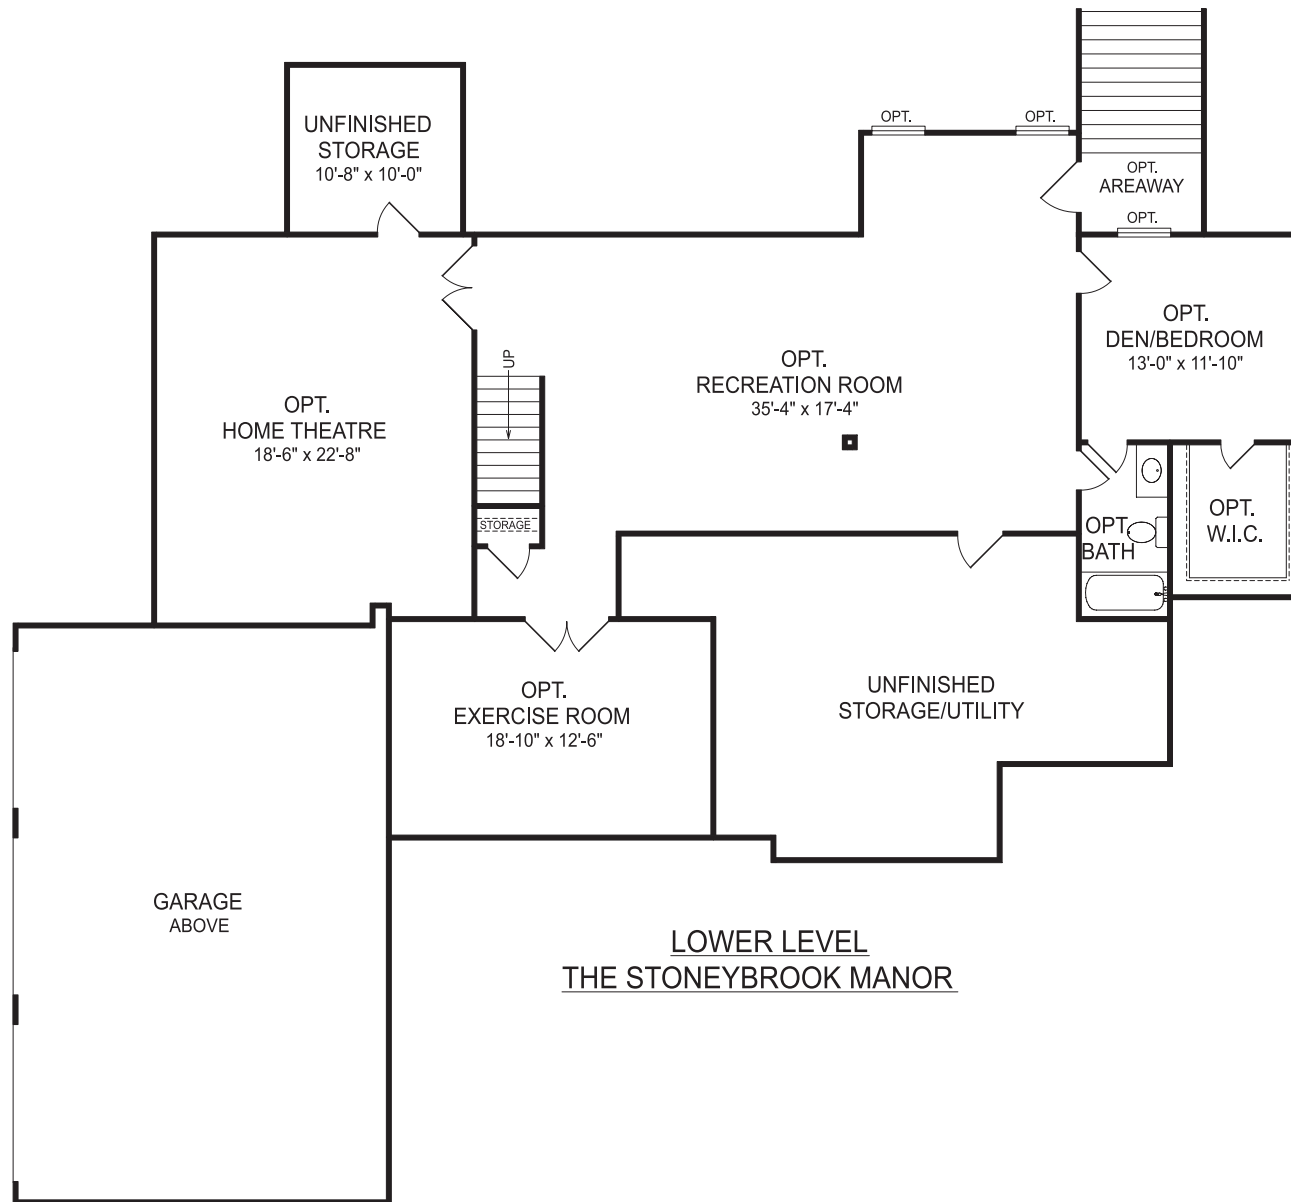 UNFINISHED
STORAGE
10'-8" x 10'-0"
OPT.
OPT.
OPT.
AREAWAY
OPT.
OPT.
DEN/BEDROOM
13'-0" x 11'-10"
UP
OPT.
RECREATION ROOM
35'-4" x 17'-4"
OPT.
HOME THEATRE
18'-6" x 22'-8"
STORAGE
OPT.
BATH
OPT.
W.I.C.
OPT.
EXERCISE ROOM
18'-10" x 12'-6"
UNFINISHED
STORAGE/UTILITY
GARAGE
ABOVE
LOWER LEVEL
THE STONEYBROOK MANOR